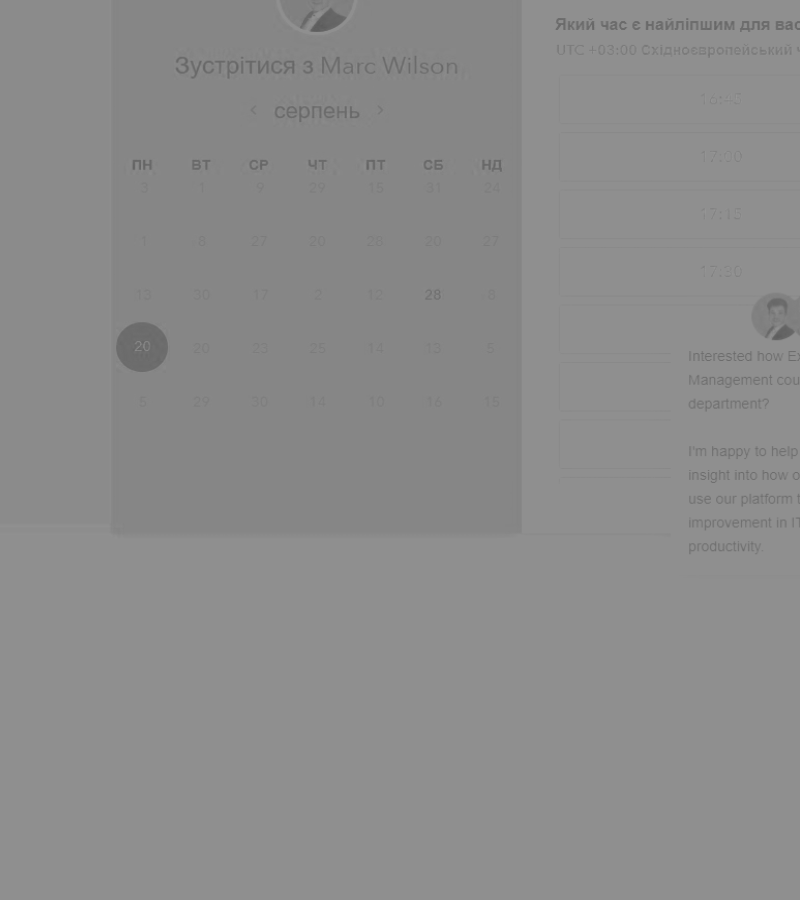 Зустрітися з Marc Wilson.
‹ серпень ›
ПН ВТ СР ЧТ ПТ СБ НД
3 1 9 29 15 31 24
1 8 27 20 28 20 27
13 30 17 2 12 28 8
20 20 23 25 14 13 5
5 29 30 14 10 16 15
Який час є найліпшим для вас
UTC +03:00 Східноєвропейський ч
16:45
17:00
17:15
17:30
Interested how Ex
Management cou
department?
I'm happy to help
insight into how o
use our platform t
improvement in IT
productivity.